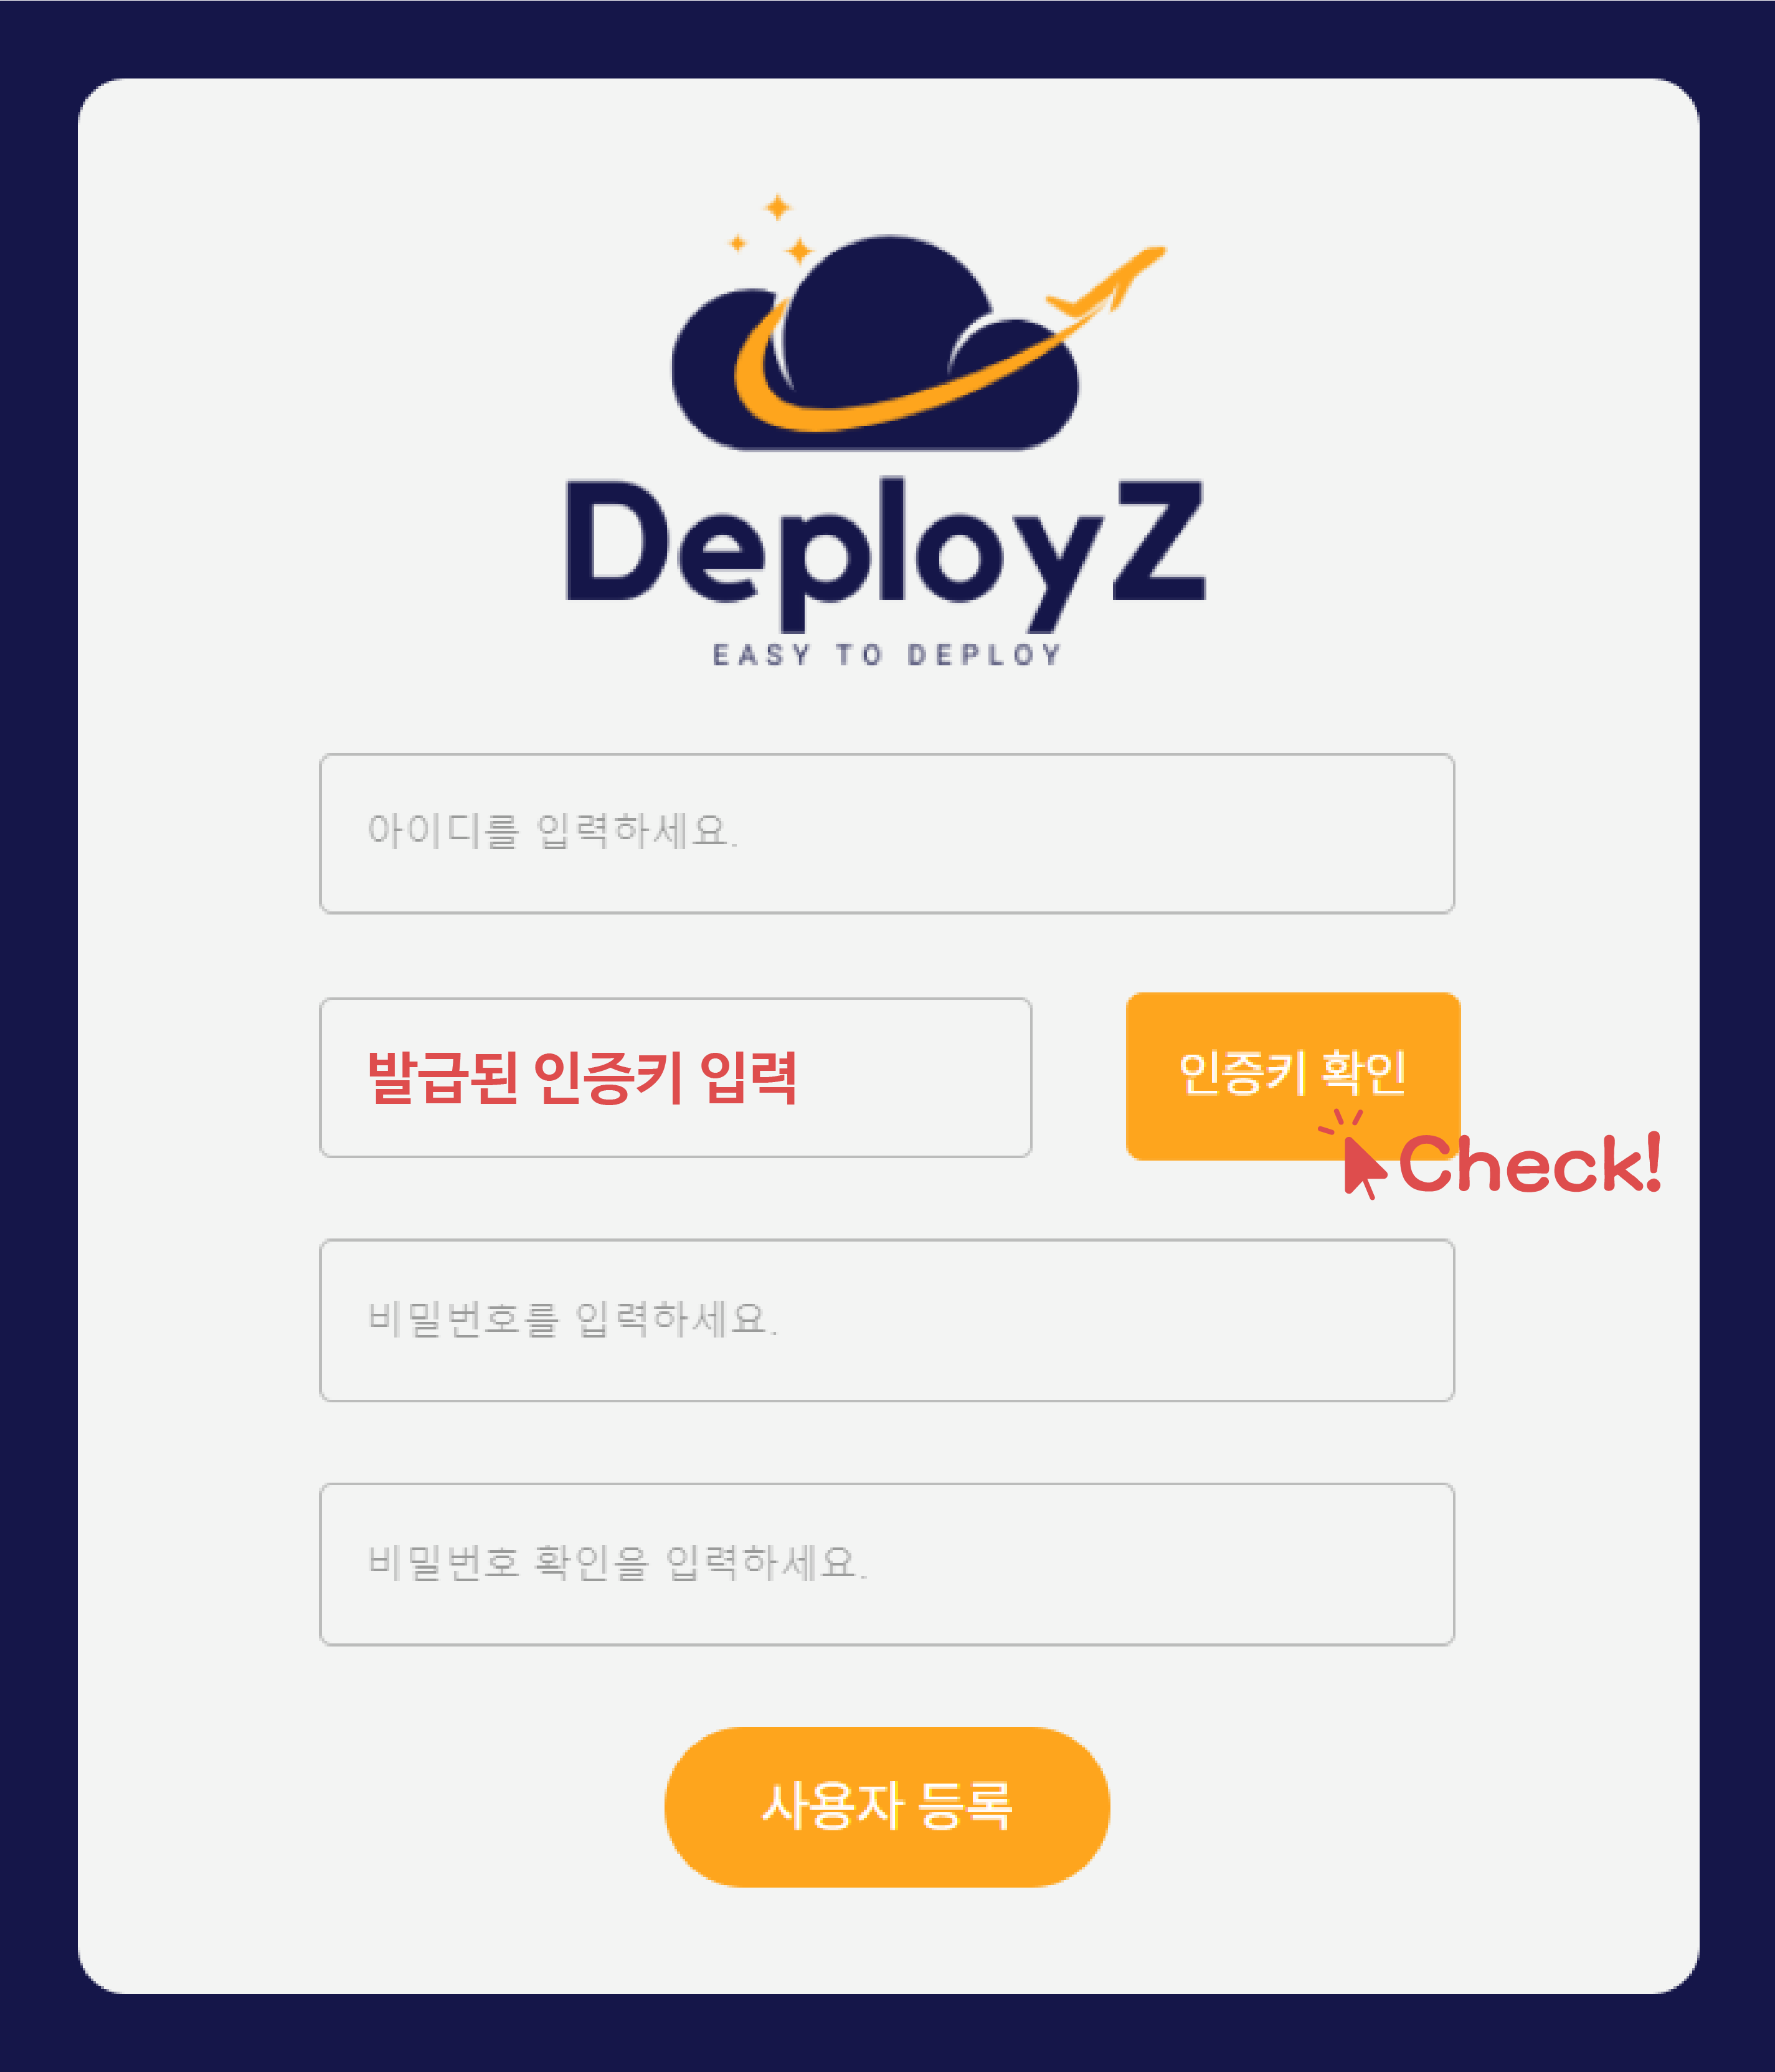 DeployZ
EASY TO DEPLOY
아이디를 입력하세요.
발급된 인증키 입력
인증키 확인
Check!
비밀번호를 입력하세요.
비밀번호 확인을 입력하세요.
사용자 등록